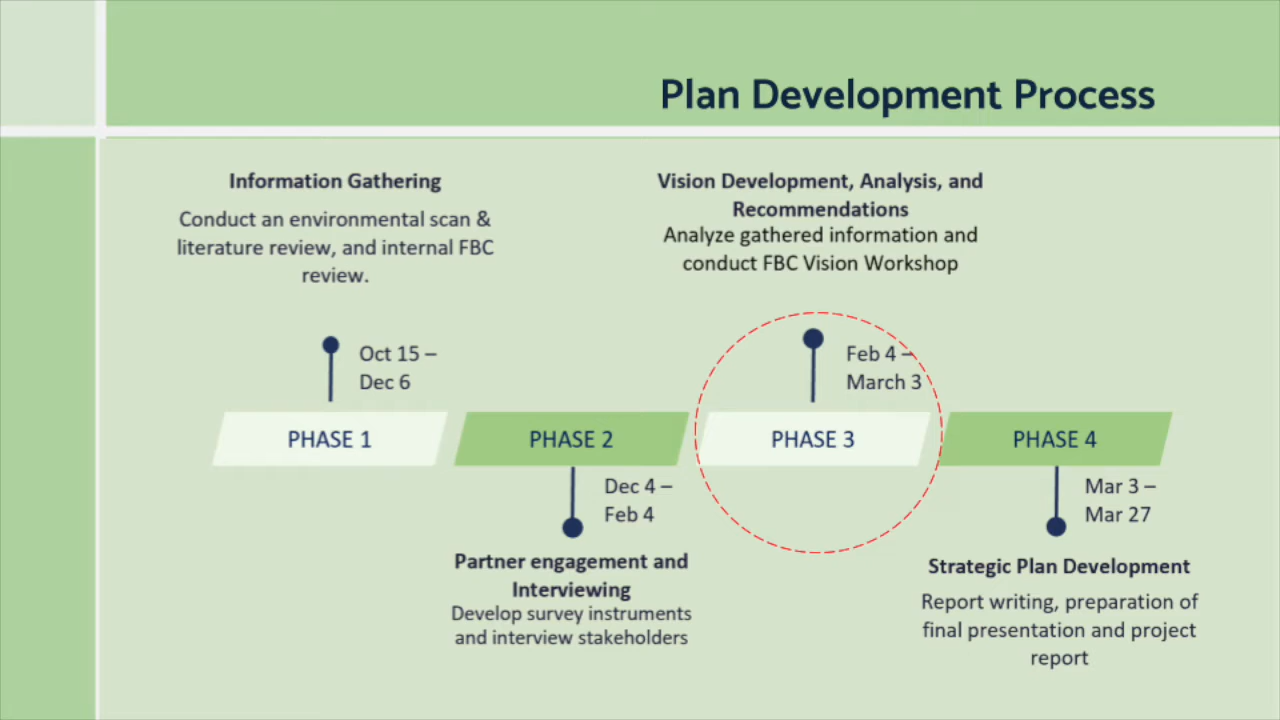 Plan Development Process
Information Gathering
Conduct an environmental scan &
literature review, and internal FBC
review.
Oct 15 –
Dec 6
PHASE 1
PHASE 2
Dec 4 –
Feb 4
Partner engagement and
Interviewing
Develop survey instruments
and interview stakeholders
Vision Development, Analysis, and
Recommendations
Analyze gathered information and
conduct FBC Vision Workshop
Feb 4 –
March 3
PHASE 3
PHASE 4
Mar 3 –
Mar 27
Strategic Plan Development
Report writing, preparation of
final presentation and project
report